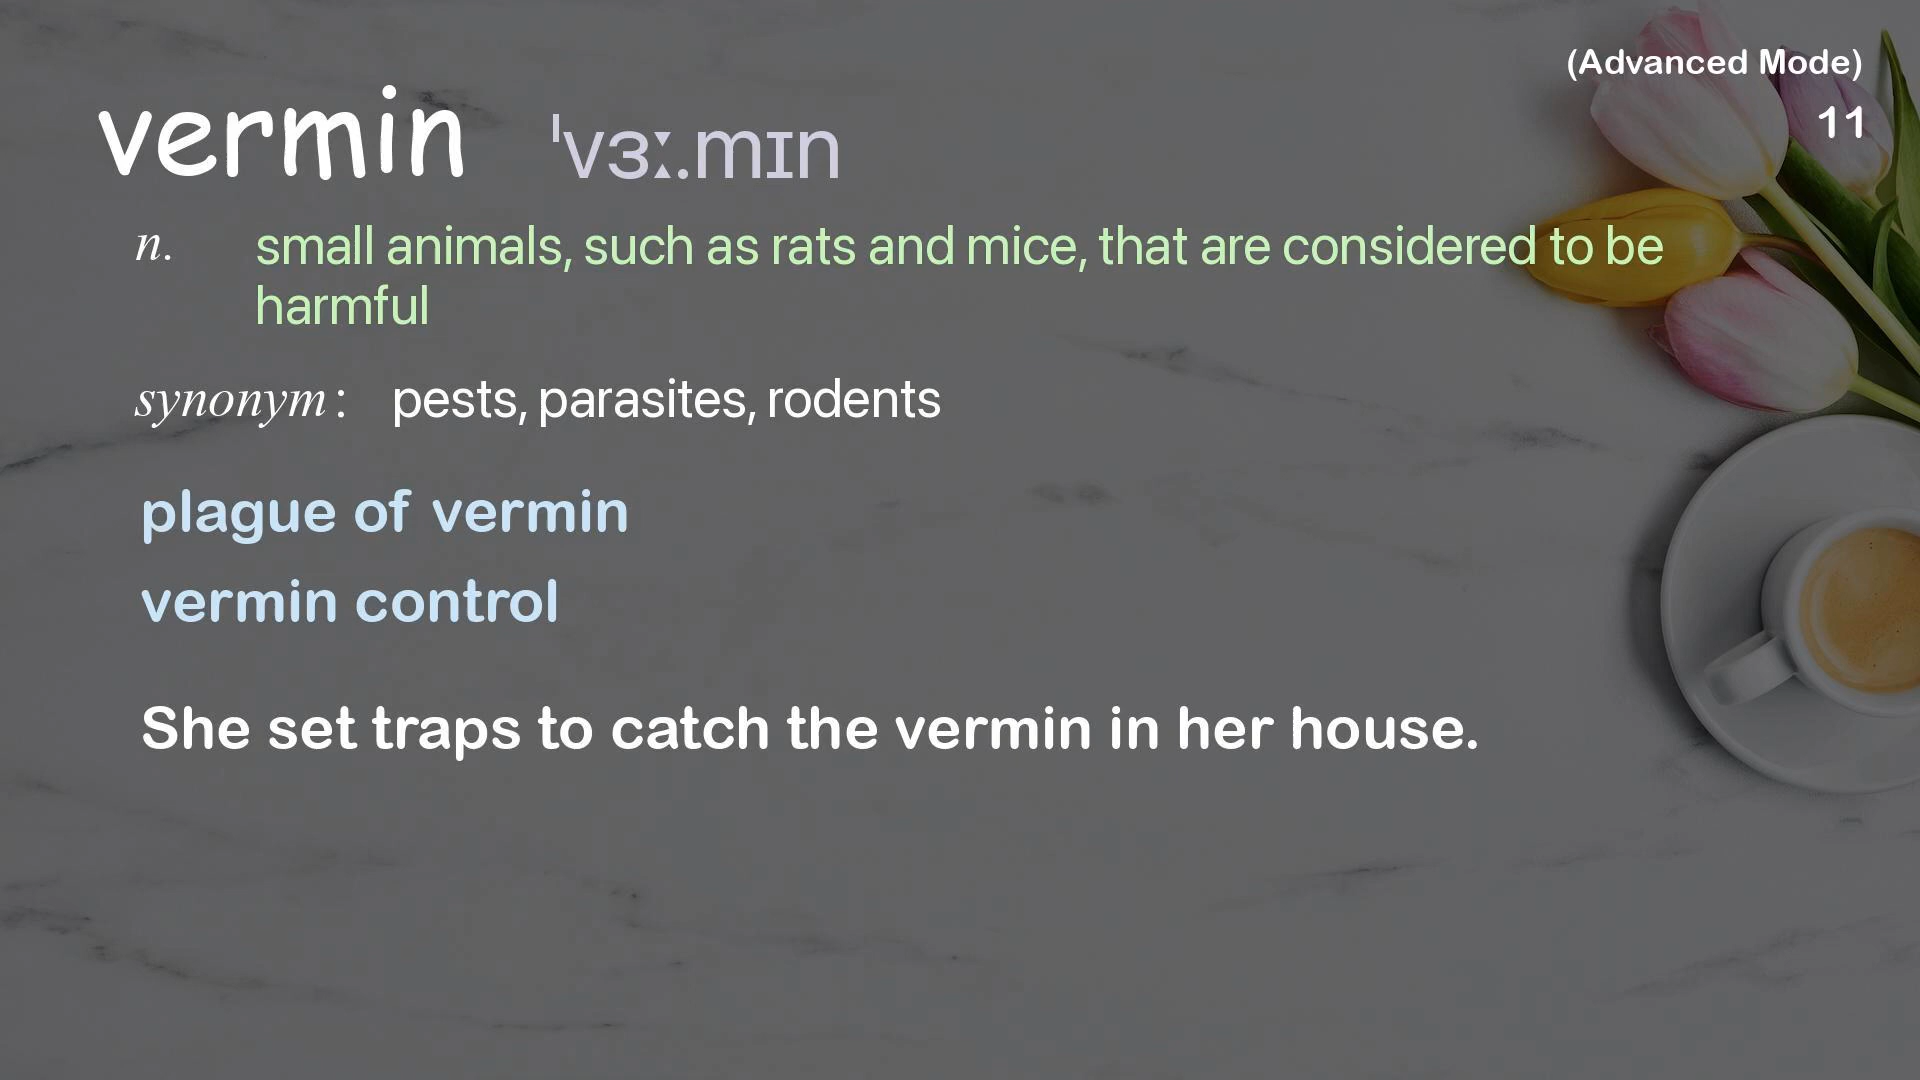 (Advanced Mode)
11
vermin ˈvɜː.mɪn
n. small animals, such as rats and mice, that are considered to be
harmful
synonym : pests, parasites, rodents
plague of vermin
vermin control
She set traps to catch the vermin in her house.